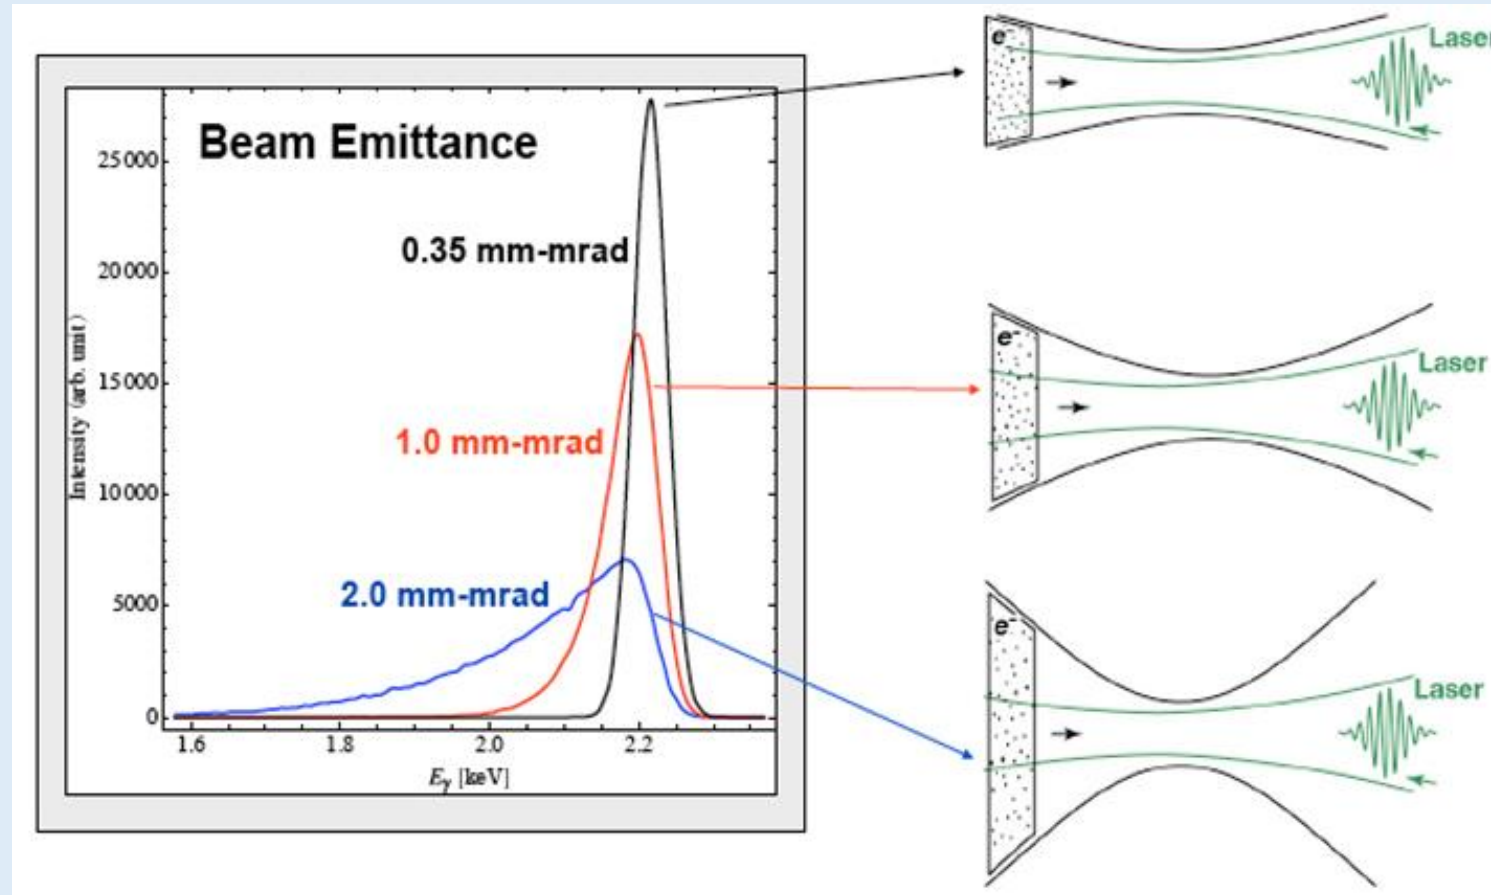 Beam Emittance
0.35 mm-mrad
1.0 mm-mrad
2.0 mm-mrad
Intensity (arb. unit)
25000
20000
15000
10000
5000
0
1.6 1.8 2.0 2.2
Eγ [keV]
e
Laser
e-
Laser
e-
Laser